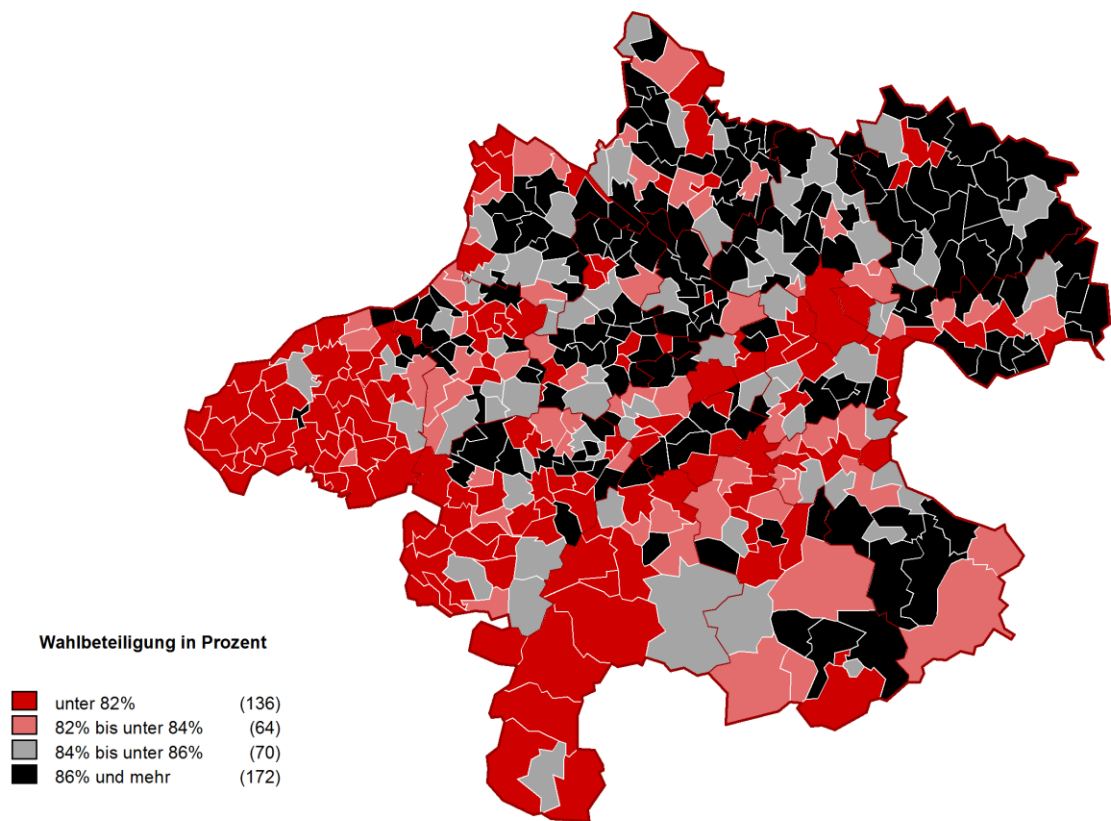 Wahlbeteiligung in Prozent
unter 82% (136)
82% bis unter 84% (64)
84% bis unter 86% (70)
86% und mehr (172)